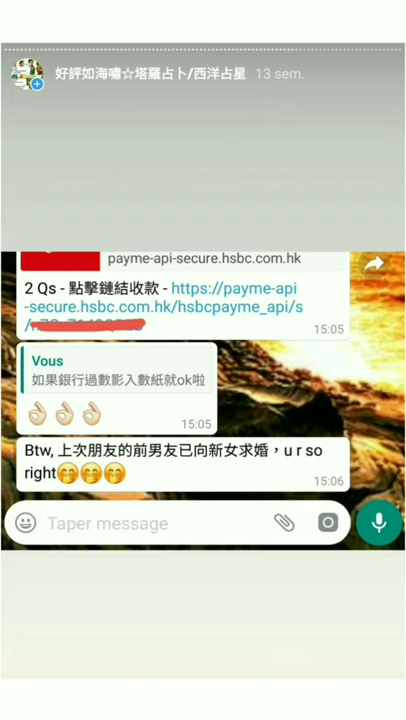 好評如海嘯☆塔羅占卜/西洋占星 13 sem.
payme-api-secure.hsbc.com.hk
2 Qs - 點擊鏈結收款 - https://payme-api
-secure.hsbc.com.hk/hsbcpayme_api/s
15:05
Vous
如果銀行過數影入數紙就ok啦
👌🏻👌🏻👌🏻
15:05
Btw, 上次朋友的前男友已向新女求婚，u r so
right🤭🤭🤭
15:06
Taper message